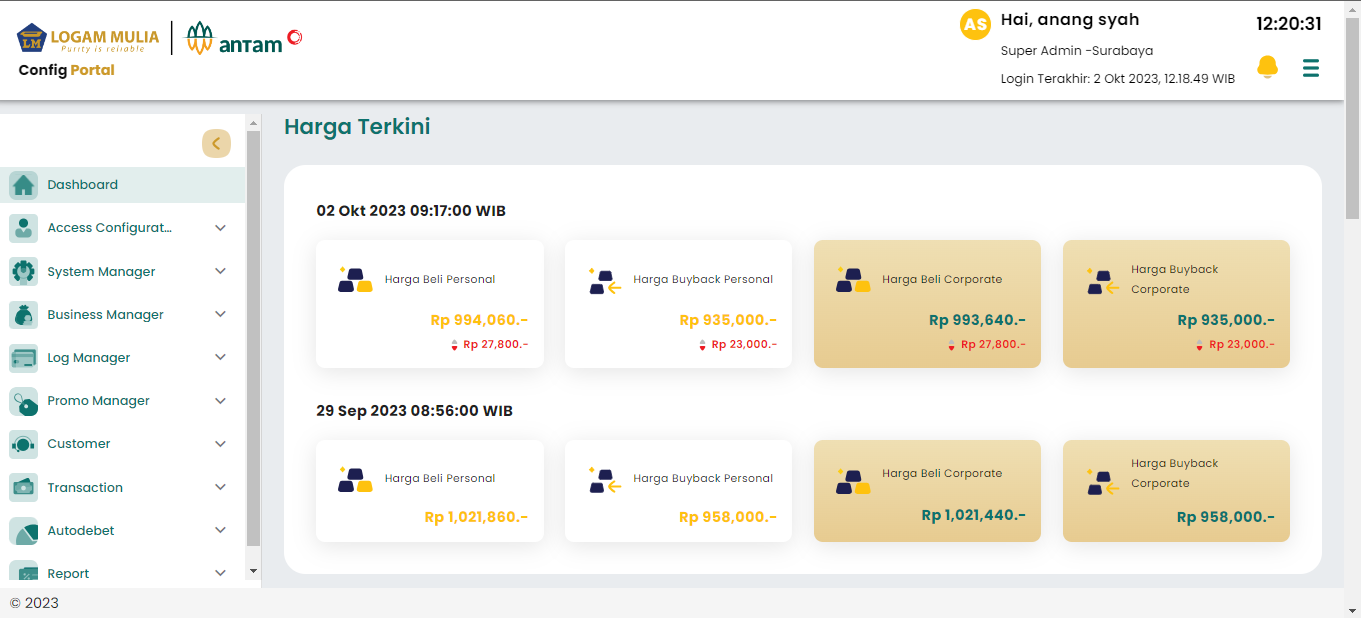 LM
LOGAM MULIA
Purity is reliable
ANTAM
Config Portal
AS
Hai, anang syah
Super Admin -Surabaya
Login Terakhir: 2 Okt 2023, 12.18.49 WIB
12:20:31
Dashboard
Access Configurat...
System Manager
Business Manager
Log Manager
Promo Manager
Customer
Transaction
Autodebet
Report
Harga Terkini
02 Okt 2023 09:17:00 WIB
Harga Beli Personal
Rp 994,060.-
Rp 27,800.-
Harga Buyback Personal
Rp 935,000.-
Rp 23,000.-
Harga Beli Corporate
Rp 993,640.-
Rp 27,800.-
Harga Buyback
Corporate
Rp 935,000.-
Rp 23,000.-
29 Sep 2023 08:56:00 WIB
Harga Beli Personal
Rp 1,021,860.-
Harga Buyback Personal
Rp 958,000.-
Harga Beli Corporate
Rp 1,021,440.-
Harga Buyback
Corporate
Rp 958,000.-
© 2023